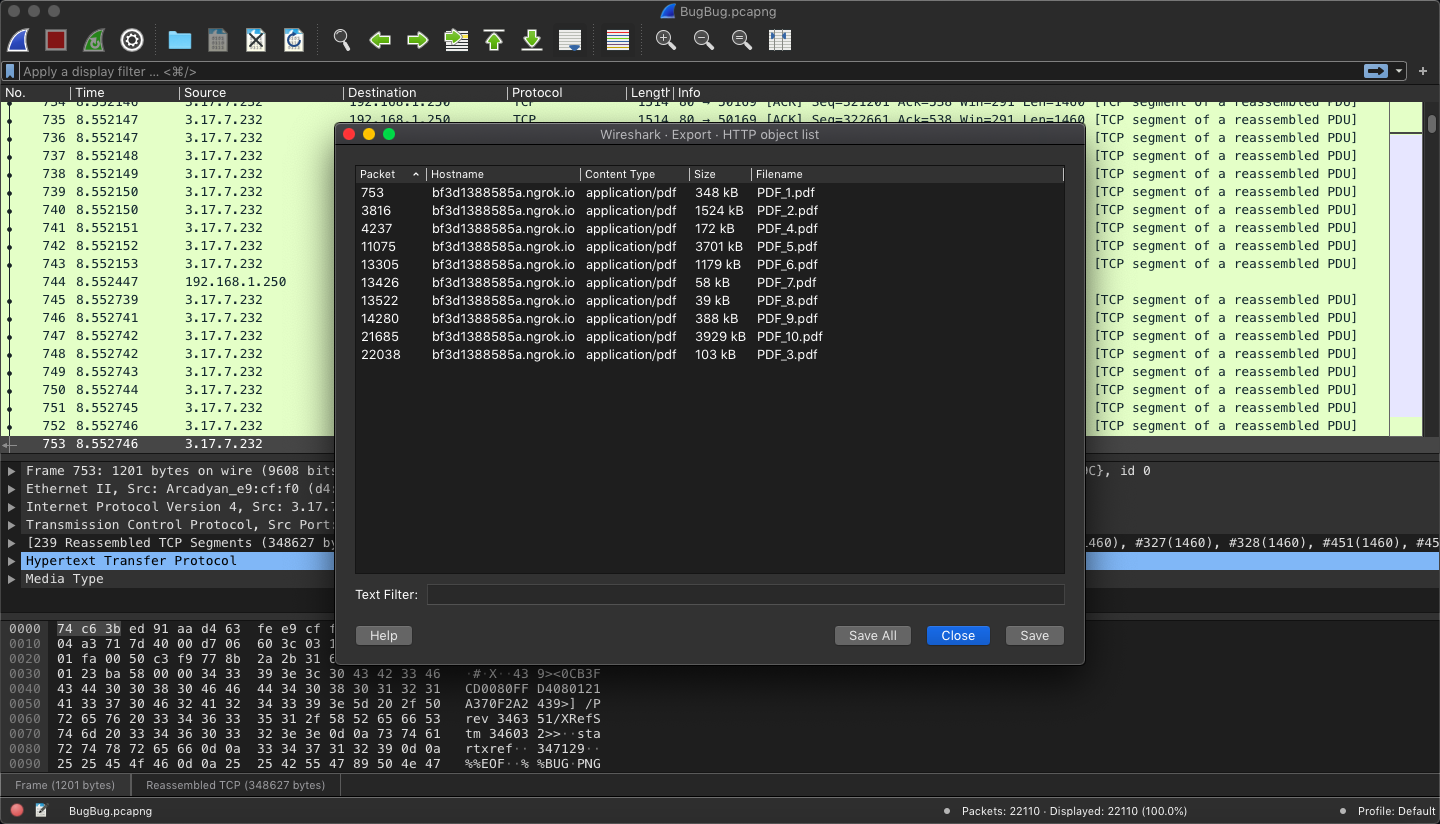 BugBug.pcapng
Apply a display filter ... <⌘/>
No. Time Source Destination Protocol Length Info
734 8.552146 3.17.7.232 192.168.1.250 TCP 1514 80 → 50169 [ACK] Seq=321201 Ack=538 Win=291 Len=1460 [TCP segment of a reassembled PDU]
735 8.552147 3.17.7.232 192.168.1.250 TCP 1514 80 → 50169 [ACK] Seq=322661 Ack=538 Win=291 Len=1460 [TCP segment of a reassembled PDU]
736 8.552147 3.17.7.232 [TCP segment of a reassembled PDU]
737 8.552148 3.17.7.232 [TCP segment of a reassembled PDU]
738 8.552149 3.17.7.232 [TCP segment of a reassembled PDU]
739 8.552150 3.17.7.232 [TCP segment of a reassembled PDU]
740 8.552150 3.17.7.232 [TCP segment of a reassembled PDU]
741 8.552151 3.17.7.232 [TCP segment of a reassembled PDU]
742 8.552152 3.17.7.232 [TCP segment of a reassembled PDU]
743 8.552153 3.17.7.232 [TCP segment of a reassembled PDU]
744 8.552447 192.168.1.250
745 8.552739 3.17.7.232 [TCP segment of a reassembled PDU]
746 8.552741 3.17.7.232 [TCP segment of a reassembled PDU]
747 8.552742 3.17.7.232 [TCP segment of a reassembled PDU]
748 8.552742 3.17.7.232 [TCP segment of a reassembled PDU]
749 8.552743 3.17.7.232 [TCP segment of a reassembled PDU]
750 8.552744 3.17.7.232 [TCP segment of a reassembled PDU]
751 8.552745 3.17.7.232 [TCP segment of a reassembled PDU]
752 8.552746 3.17.7.232 [TCP segment of a reassembled PDU]
753 8.552746 3.17.7.232
Wireshark · Export · HTTP object list
Packet Hostname Content Type Size Filename
753 bf3d1388585a.ngrok.io application/pdf 348 kB PDF_1.pdf
3816 bf3d1388585a.ngrok.io application/pdf 1524 kB PDF_2.pdf
4237 bf3d1388585a.ngrok.io application/pdf 172 kB PDF_4.pdf
11075 bf3d1388585a.ngrok.io application/pdf 3701 kB PDF_5.pdf
13305 bf3d1388585a.ngrok.io application/pdf 1179 kB PDF_6.pdf
13426 bf3d1388585a.ngrok.io application/pdf 58 kB PDF_7.pdf
13522 bf3d1388585a.ngrok.io application/pdf 39 kB PDF_8.pdf
14280 bf3d1388585a.ngrok.io application/pdf 388 kB PDF_9.pdf
21685 bf3d1388585a.ngrok.io application/pdf 3929 kB PDF_10.pdf
22038 bf3d1388585a.ngrok.io application/pdf 103 kB PDF_3.pdf
Text Filter:
Help Save All Close Save
Frame 753: 1201 bytes on wire (9608 bits C}, id 0
Ethernet II, Src: Arcadyan_e9:cf:f0 (d4:
Internet Protocol Version 4, Src: 3.17.7
Transmission Control Protocol, Src Port:
[239 Reassembled TCP Segments (348627 by 1460), #327(1460), #328(1460), #451(1460), #45
Hypertext Transfer Protocol
Media Type
0000 74 c6 3b ed 91 aa d4 63 fe e9 cf f
0010 04 a3 71 7d 40 00 d7 06 60 3c 03 1
0020 01 fa 00 50 c3 f9 77 8b 2a 2b 31 6
0030 01 23 ba 58 00 00 34 33 39 3e 3c 30 43 42 33 46 ·#·X··43 9><0CB3F
0040 43 44 30 30 38 30 46 46 44 34 30 38 30 31 32 31 CD0080FF D4080121
0050 41 33 37 30 46 32 41 32 34 33 39 3e 5d 20 2f 50 A370F2A2 439>] /P
0060 72 65 76 20 33 34 36 33 35 31 2f 58 52 65 66 53 rev 3463 51/XRefS
0070 74 6d 20 33 34 36 30 33 32 3e 3e 0d 0a 73 74 61 tm 34603 2>>··sta
0080 72 74 78 72 65 66 0d 0a 33 34 37 31 32 39 0d 0a rtxref·· 347129··
0090 25 25 45 4f 46 0d 0a 25 25 42 55 47 89 50 4e 47 %%EOF··% %BUG·PNG
Frame (1201 bytes) Reassembled TCP (348627 bytes)
BugBug.pcapng Packets: 22110 · Displayed: 22110 (100.0%) Profile: Default